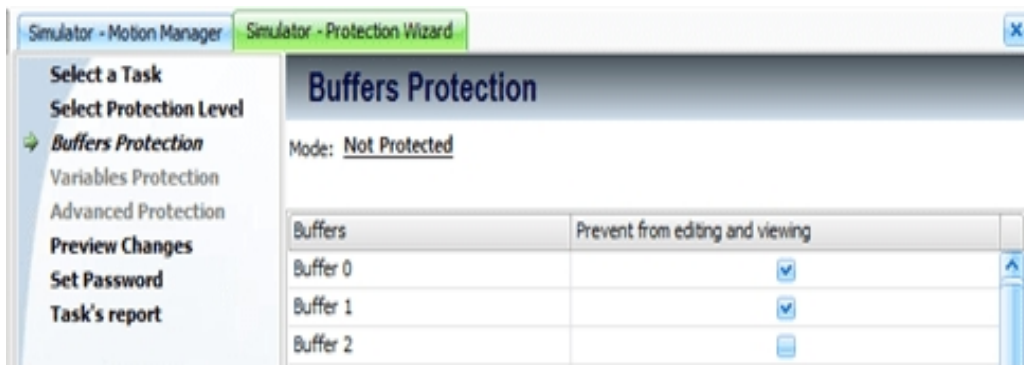 Simulator - Motion Manager
Simulator - Protection Wizard
Select a Task
Select Protection Level
Buffers Protection
Variables Protection
Advanced Protection
Preview Changes
Set Password
Task's report
Buffers Protection
Mode: Not Protected
Buffers Prevent from editing and viewing
Buffer 0
Buffer 1
Buffer 2